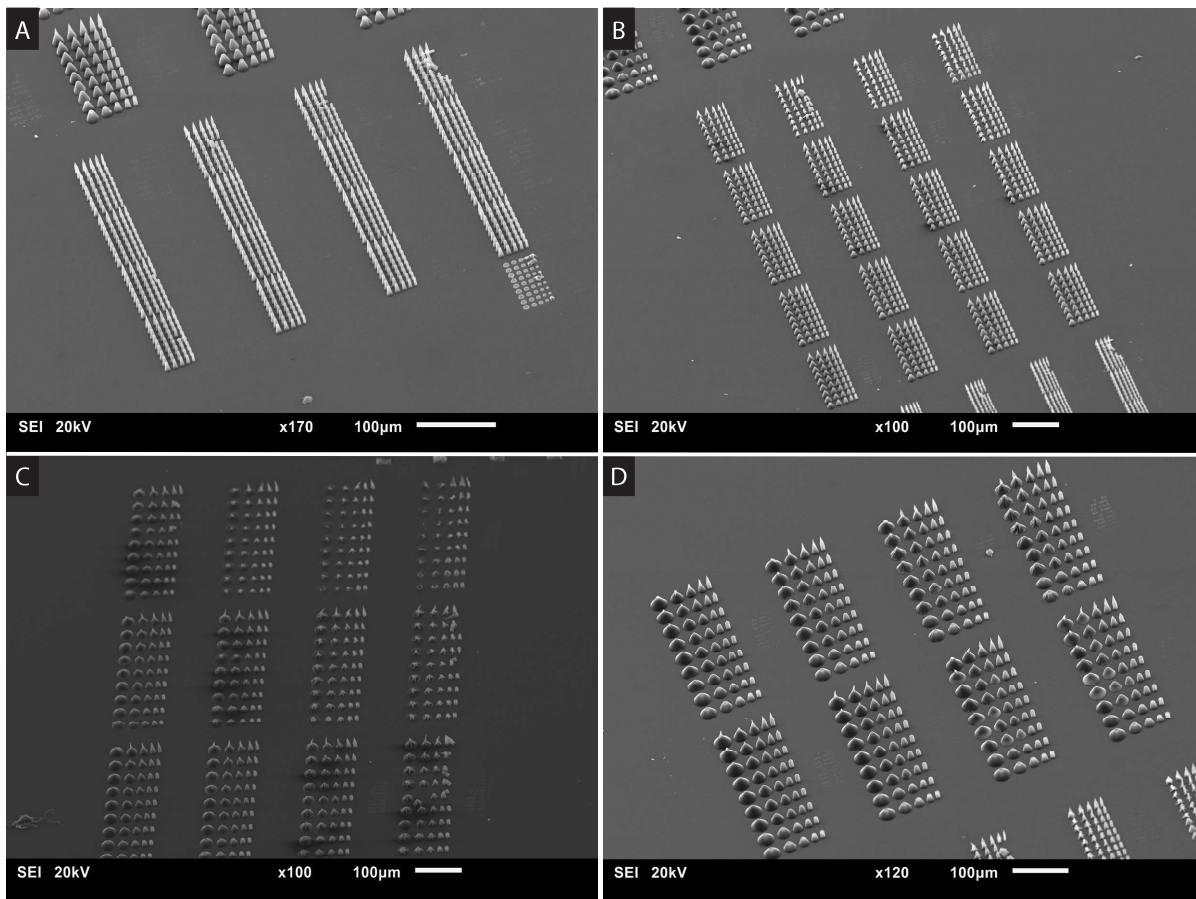 A
B
SEI 20kV x170 100μm
SEI 20kV x100 100μm
C
D
SEI 20kV x100 100μm
SEI 20kV x120 100μm